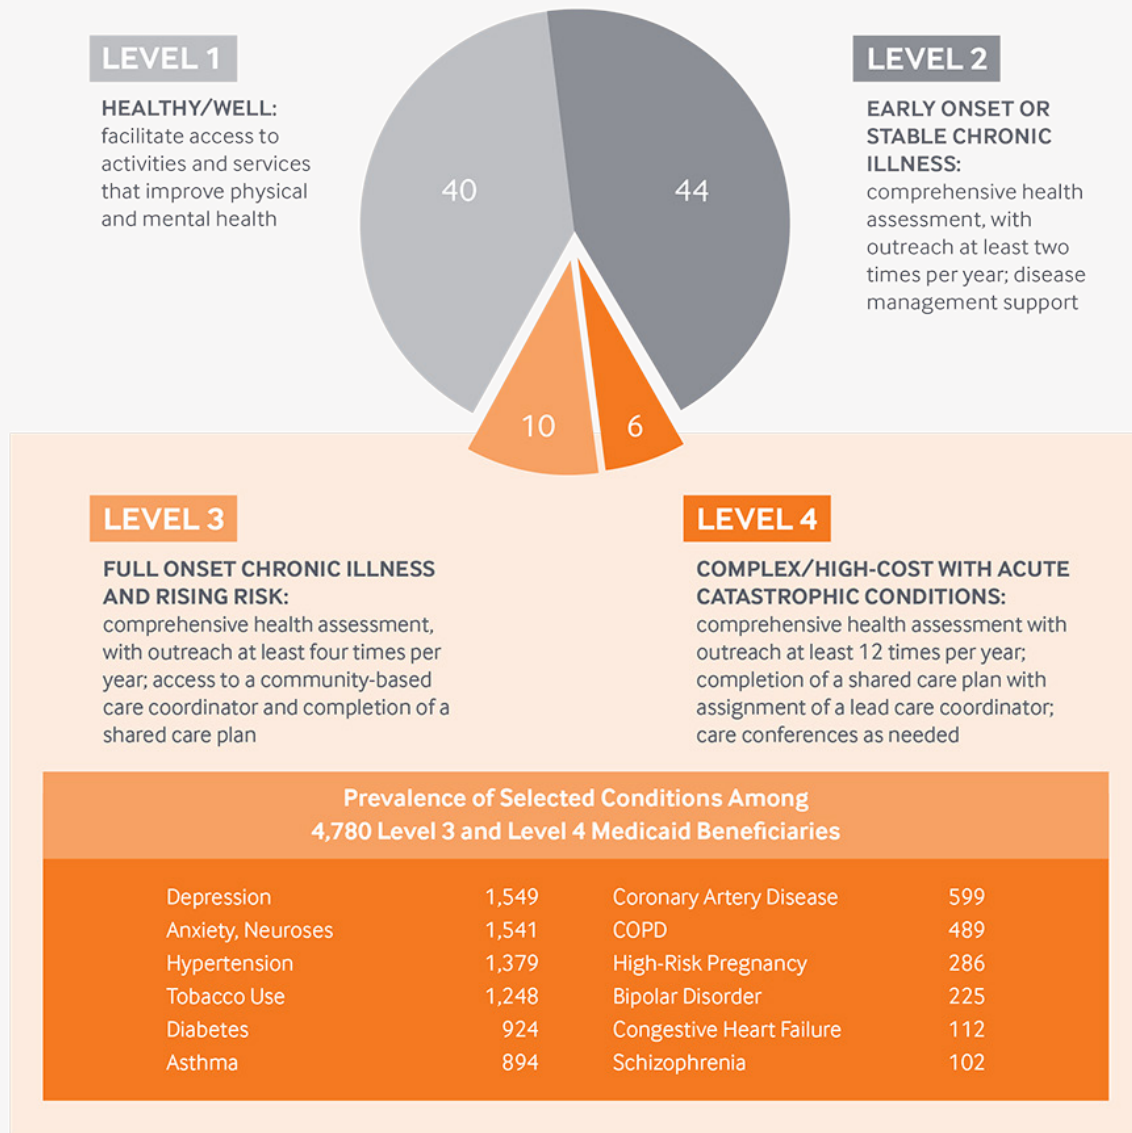 LEVEL 1
HEALTHY/WELL:
facilitate access to
activities and services
that improve physical
and mental health
40
44
LEVEL 2
EARLY ONSET OR
STABLE CHRONIC
ILLNESS:
comprehensive health
assessment, with
outreach at least two
times per year; disease
management support
10
6
LEVEL 3
FULL ONSET CHRONIC ILLNESS
AND RISING RISK:
comprehensive health assessment,
with outreach at least four times per
year; access to a community-based
care coordinator and completion of a
shared care plan
LEVEL 4
COMPLEX/HIGH-COST WITH ACUTE
CATASTROPHIC CONDITIONS:
comprehensive health assessment with
outreach at least 12 times per year;
completion of a shared care plan with
assignment of a lead care coordinator;
care conferences as needed
Prevalence of Selected Conditions Among
4,780 Level 3 and Level 4 Medicaid Beneficiaries
Depression 1,549
Anxiety, Neuroses 1,541
Hypertension 1,379
Tobacco Use 1,248
Diabetes 924
Asthma 894
Coronary Artery Disease 599
COPD 489
High-Risk Pregnancy 286
Bipolar Disorder 225
Congestive Heart Failure 112
Schizophrenia 102